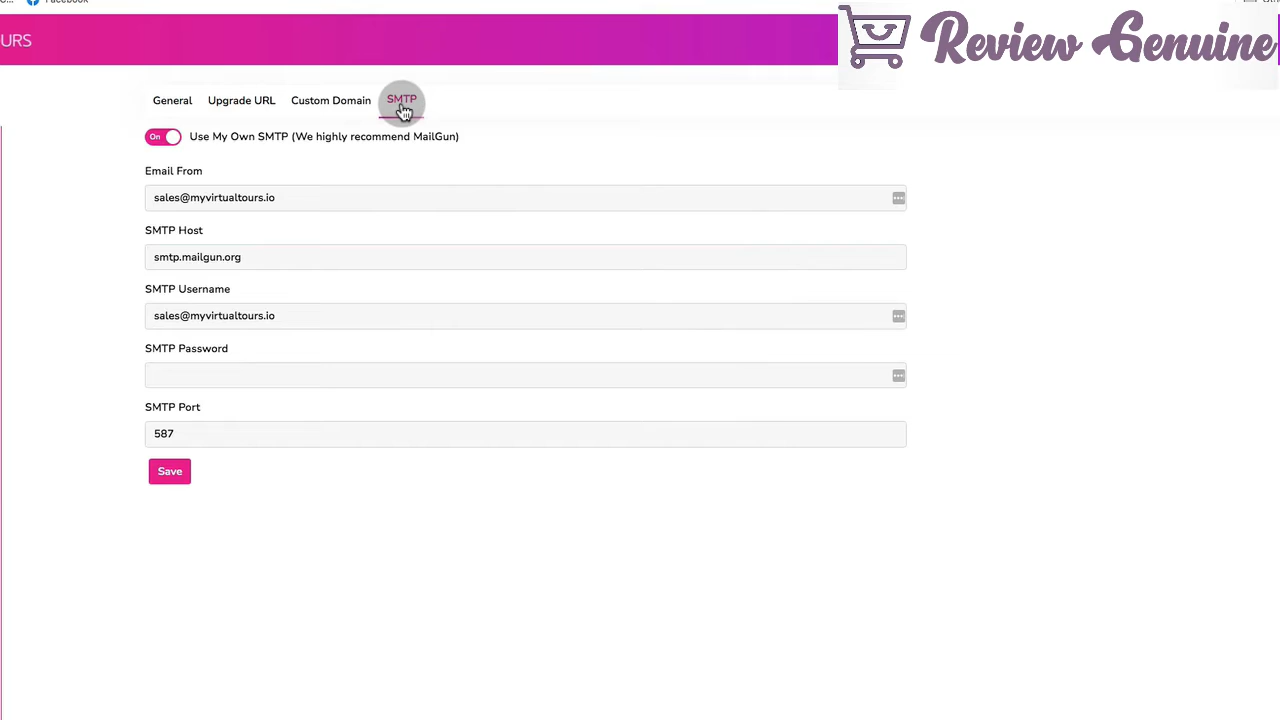 Facebook
URS
Review Genuine
General Upgrade URL Custom Domain SMTP
On Use My Own SMTP (We highly recommend MailGun)
Email From
sales@myvirtualtours.io
SMTP Host
smtp.mailgun.org
SMTP Username
sales@myvirtualtours.io
SMTP Password
SMTP Port
587
Save